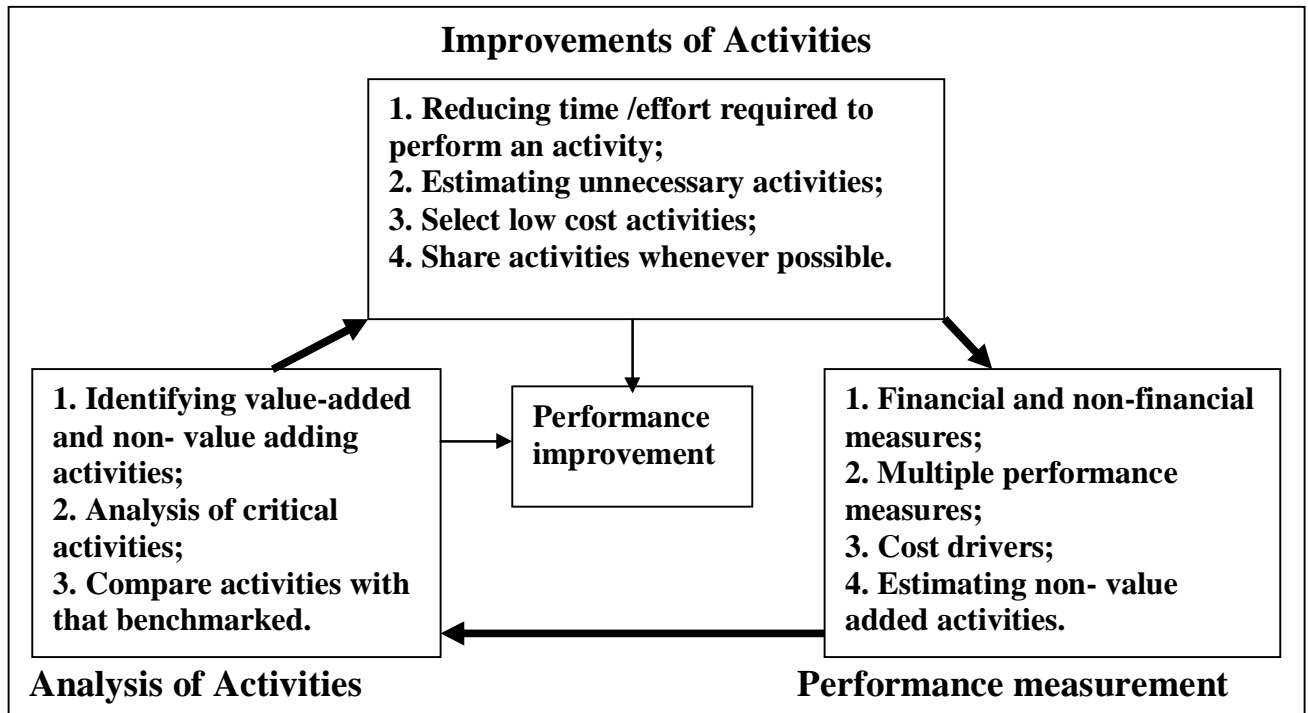 Improvements of Activities
1. Reducing time /effort required to
perform an activity;
2. Estimating unnecessary activities;
3. Select low cost activities;
4. Share activities whenever possible.
1. Identifying value-added
and non- value adding
activities;
2. Analysis of critical
activities;
3. Compare activities with
that benchmarked.
Performance
improvement
1. Financial and non-financial
measures;
2. Multiple performance
measures;
3. Cost drivers;
4. Estimating non- value
added activities.
Analysis of Activities
Performance measurement